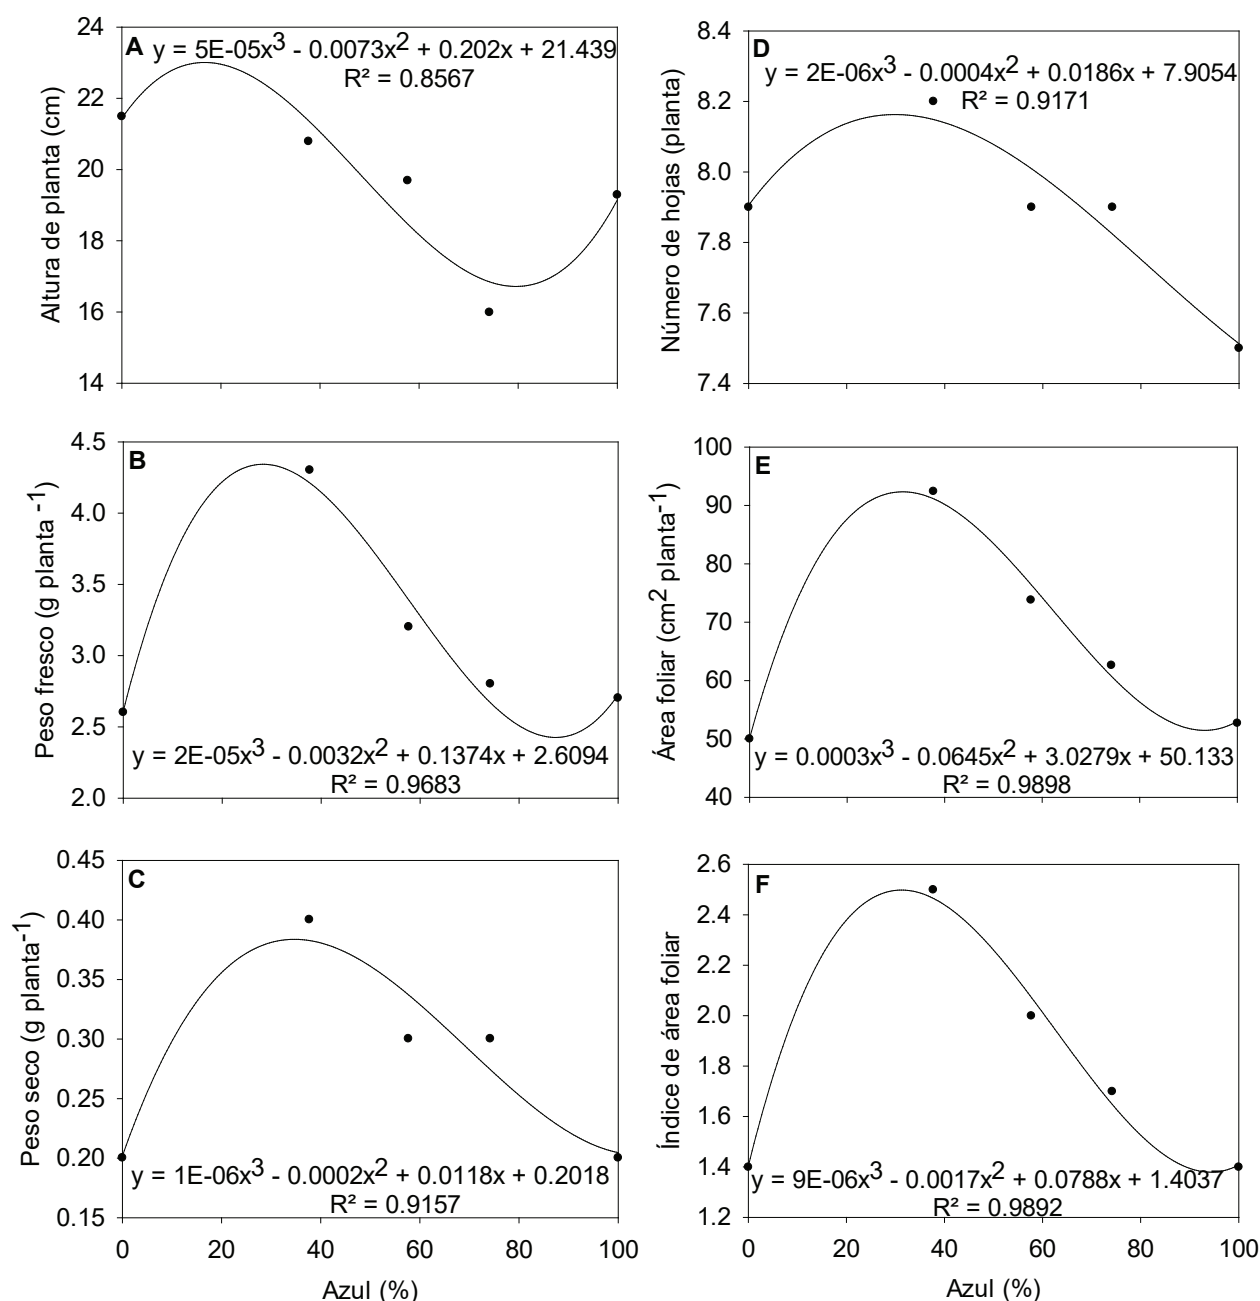 A
y = 5E-05x³ - 0.0073x² + 0.202x + 21.439
R² = 0.8567
Altura de planta (cm)
24
22
20
18
16
14
D
y = 2E-06x³ - 0.0004x² + 0.0186x + 7.9054
R² = 0.9171
Número de hojas (planta)
8.4
8.2
8.0
7.8
7.6
7.4
B
Peso fresco (g planta⁻¹)
4.5
4.0
3.5
3.0
2.5
2.0
y = 2E-05x³ - 0.0032x² + 0.1374x + 2.6094
R² = 0.9683
E
Área foliar (cm² planta⁻¹)
100
90
80
70
60
50
40
y = 0.0003x³ - 0.0645x² + 3.0279x + 50.133
R² = 0.9898
C
Peso seco (g planta⁻¹)
0.45
0.40
0.35
0.30
0.25
0.20
0.15
y = 1E-06x³ - 0.0002x² + 0.0118x + 0.2018
R² = 0.9157
0 20 40 60 80 100
Azul (%)
F
Índice de área foliar
2.6
2.4
2.2
2.0
1.8
1.6
1.4
1.2
y = 9E-06x³ - 0.0017x² + 0.0788x + 1.4037
R² = 0.9892
0 20 40 60 80 100
Azul (%)